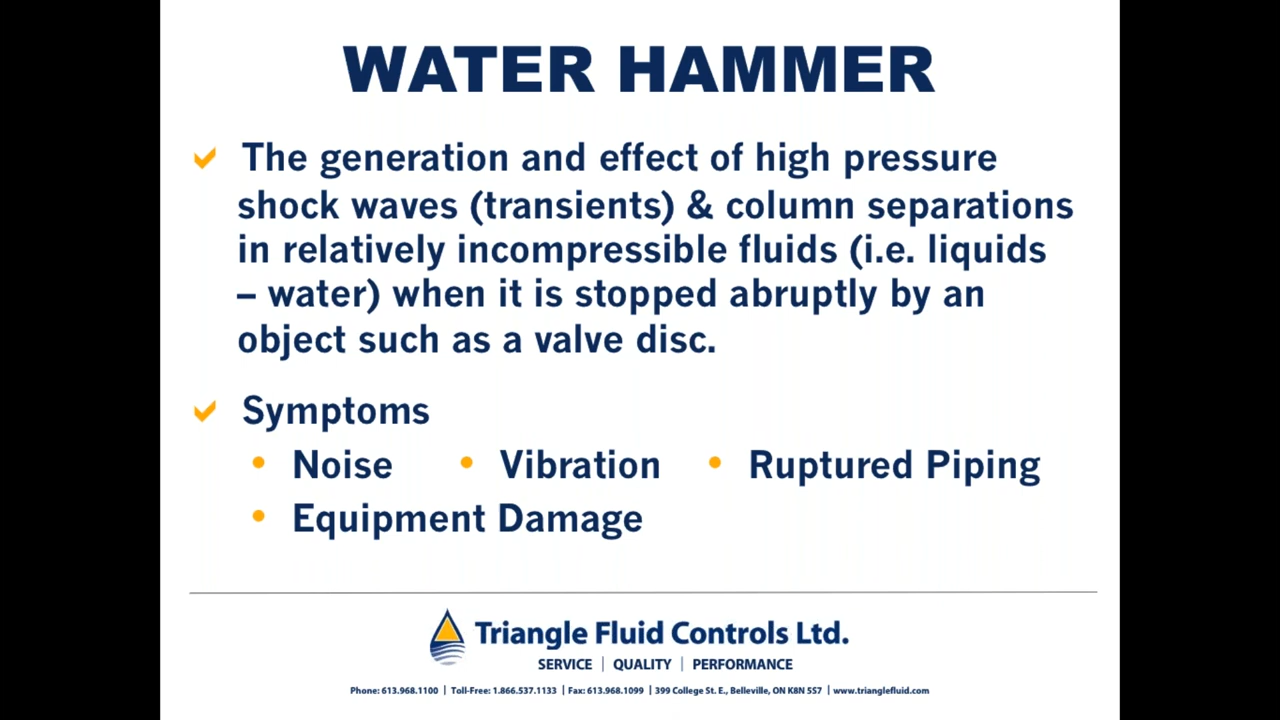 WATER HAMMER
The generation and effect of high pressure
shock waves (transients) & column separations
in relatively incompressible fluids (i.e. liquids
– water) when it is stopped abruptly by an
object such as a valve disc.
Symptoms
• Noise • Vibration • Ruptured Piping
• Equipment Damage
Triangle Fluid Controls Ltd.
SERVICE | QUALITY | PERFORMANCE
Phone: 613.968.1100 | Toll-Free: 1.866.537.1133 | Fax: 613.968.1099 | 399 College St. E., Belleville, ON K8N 5S7 | www.trianglefluid.com